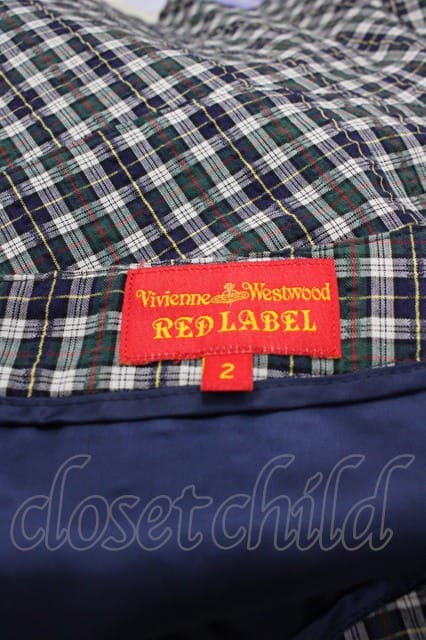 Vivienne Westwood
RED LABEL
2
closetchild